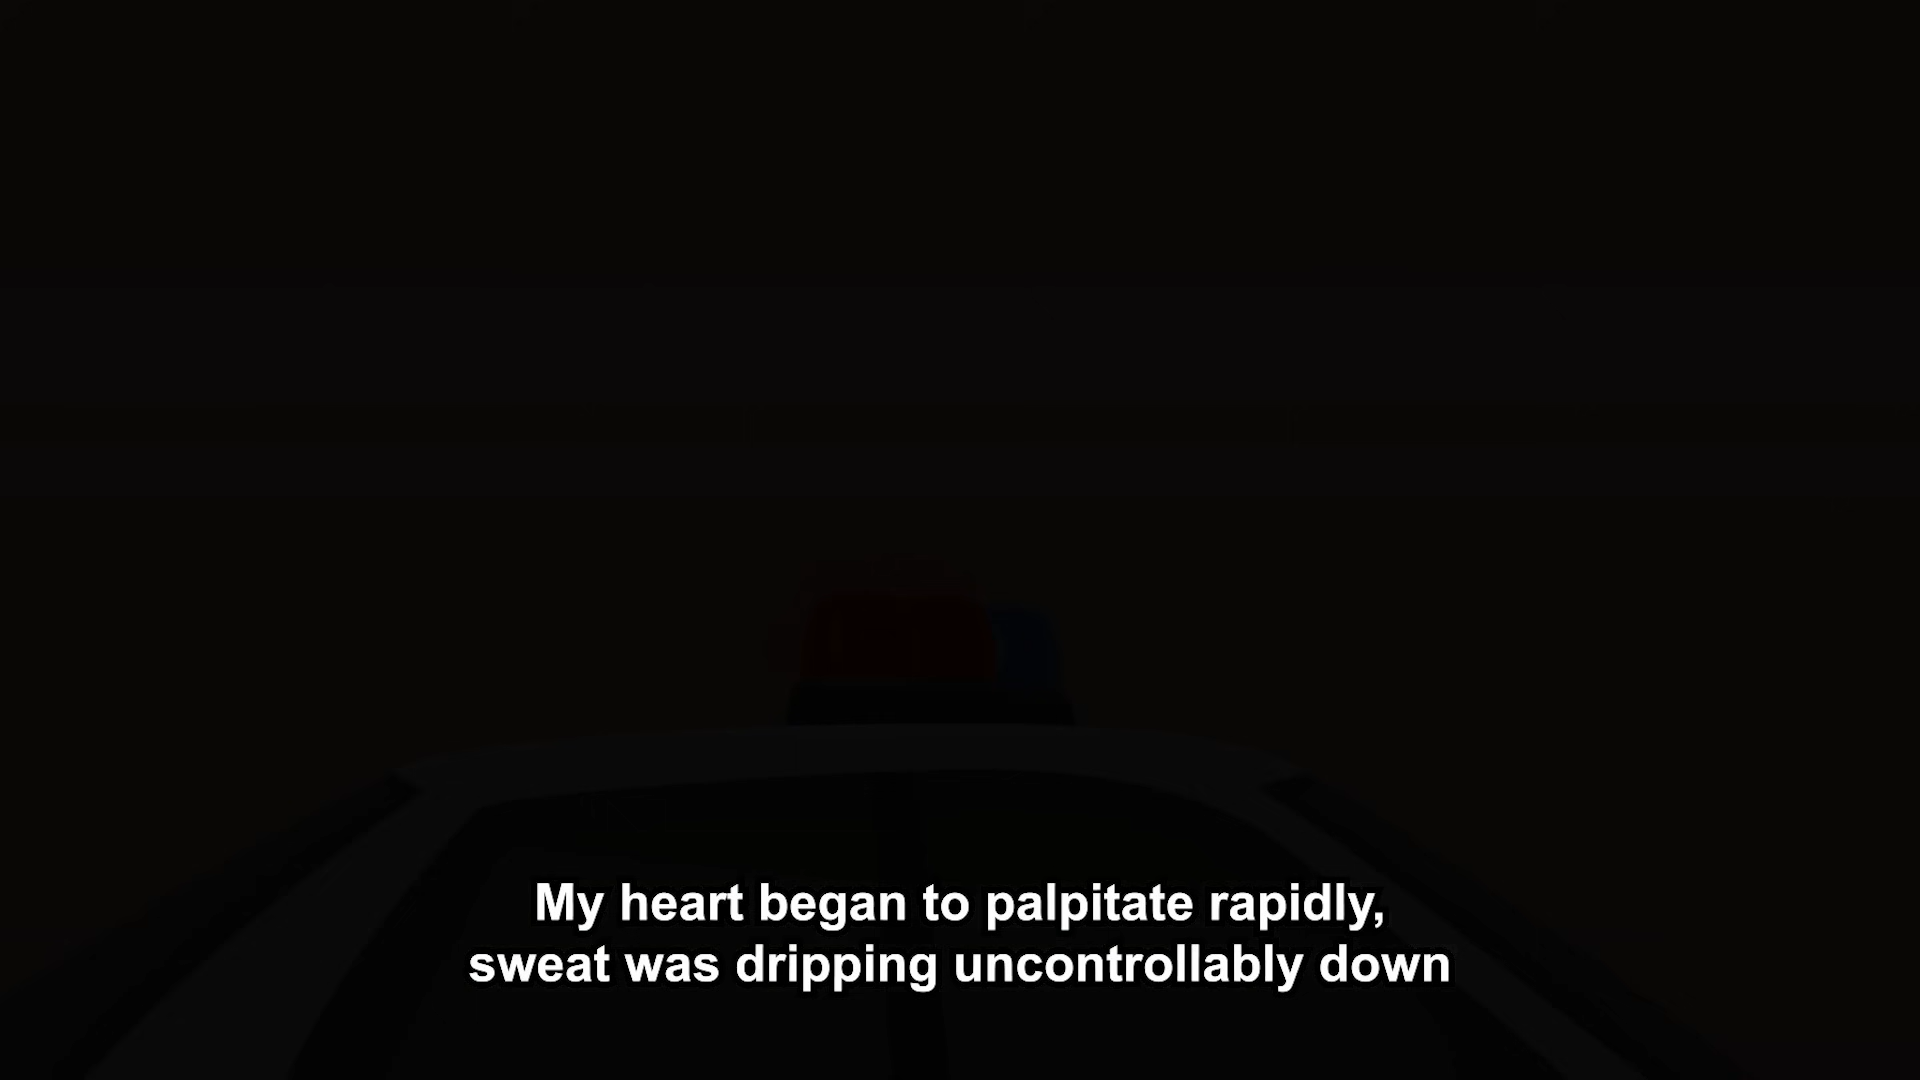 My heart began to palpitate rapidly,
sweat was dripping uncontrollably down